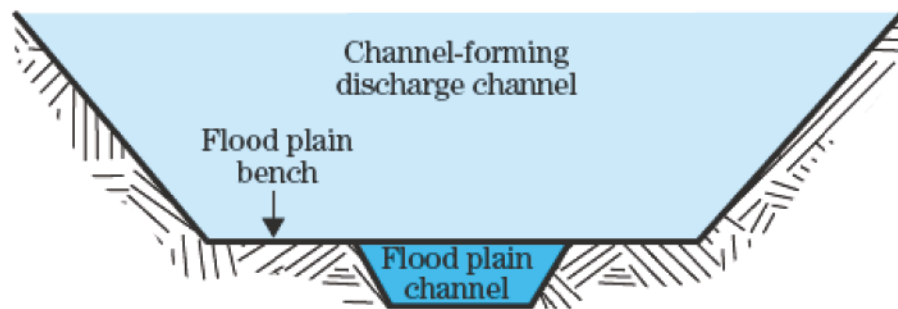 Channel-forming
discharge channel
Flood plain
bench
Flood plain
channel